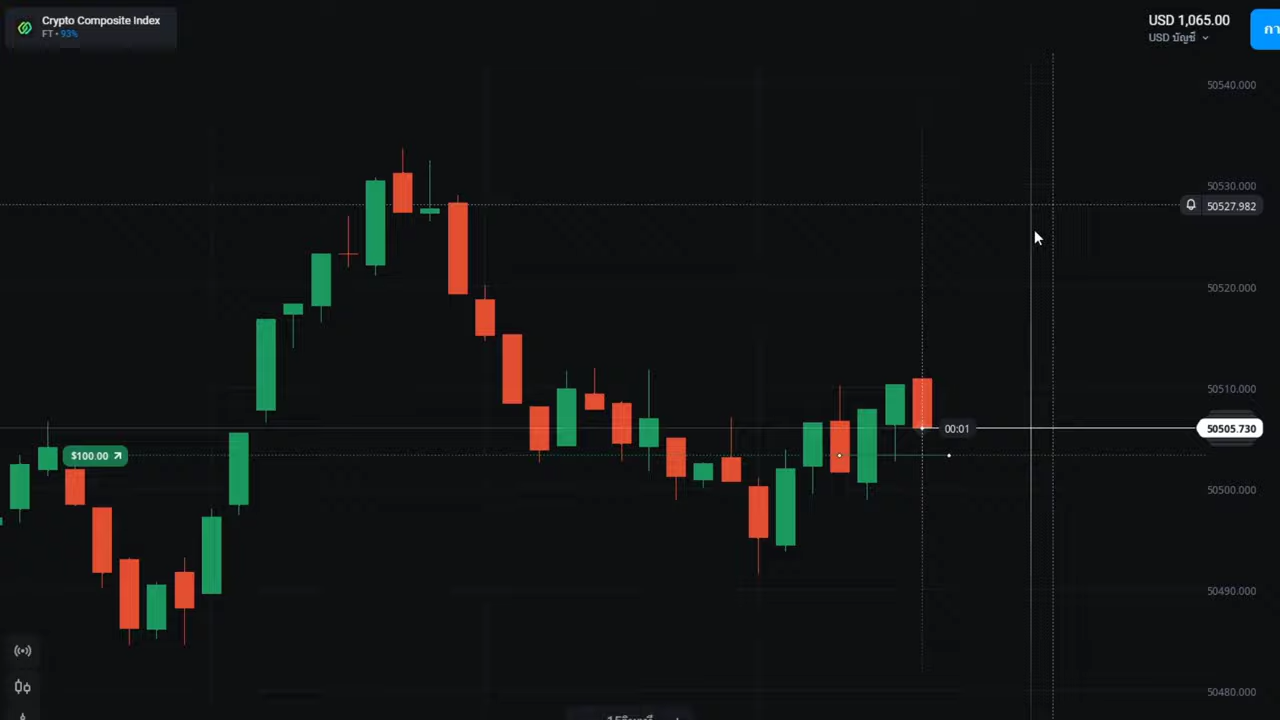 Crypto Composite Index
FT • 93%
USD 1,065.00
USD บัญชี
50540.000
50530.000
50527.982
50520.000
50510.000
00:01
50505.730
$100.00
50500.000
50490.000
50480.000